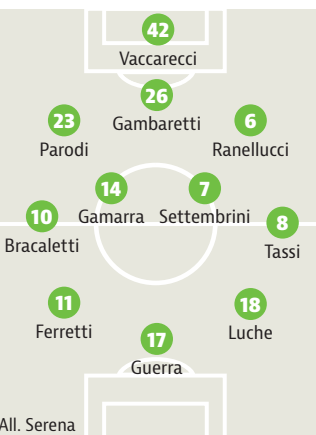 42
Vaccarecci
26
Gambaretti
23
Parodi
6
Ranellucci
14
Gamarra
7
Settembrini
10
Bracaletti
8
Tassi
11
Ferretti
18
Luche
17
Guerra
All. Serena